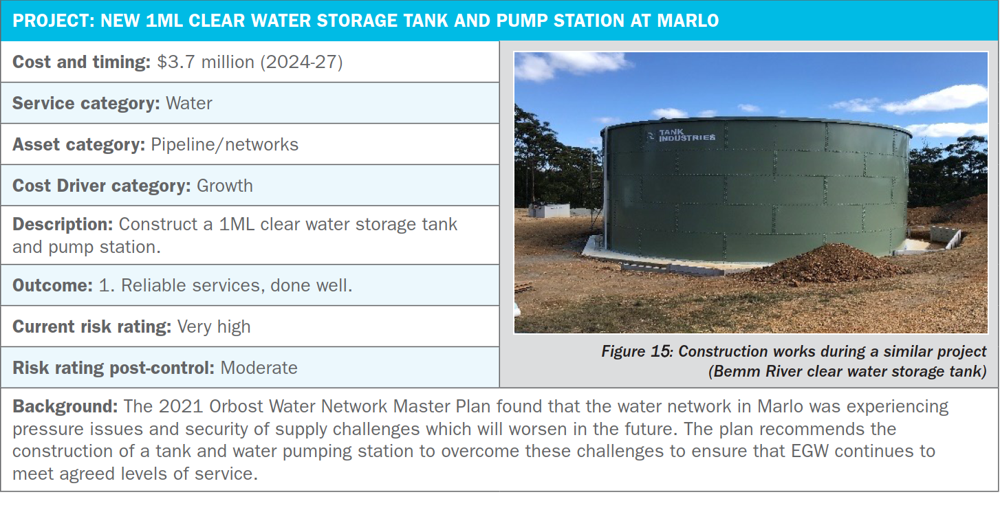 PROJECT: NEW 1ML CLEAR WATER STORAGE TANK AND PUMP STATION AT MARLO
Cost and timing: $3.7 million (2024-27)
Service category: Water
Asset category: Pipeline/networks
Cost Driver category: Growth
Description: Construct a 1ML clear water storage tank
and pump station.
Outcome: 1. Reliable services, done well.
Current risk rating: Very high
Risk rating post-control: Moderate
TANK
INDUSTRIES
Figure 15: Construction works during a similar project
(Bemm River clear water storage tank)
Background: The 2021 Orbost Water Network Master Plan found that the water network in Marlo was experiencing
pressure issues and security of supply challenges which will worsen in the future. The plan recommends the
construction of a tank and water pumping station to overcome these challenges to ensure that EGW continues to
meet agreed levels of service.